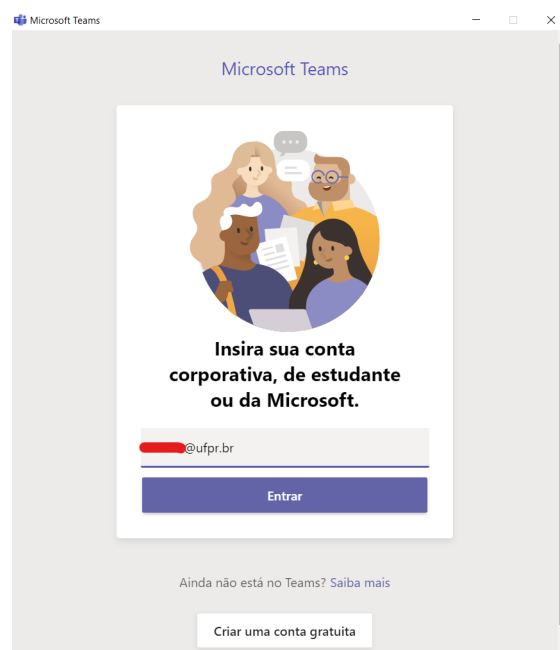 Microsoft Teams
Microsoft Teams
Insira sua conta
corporativa, de estudante
ou da Microsoft.
@ufpr.br
Entrar
Ainda não está no Teams? Saiba mais
Criar uma conta gratuita